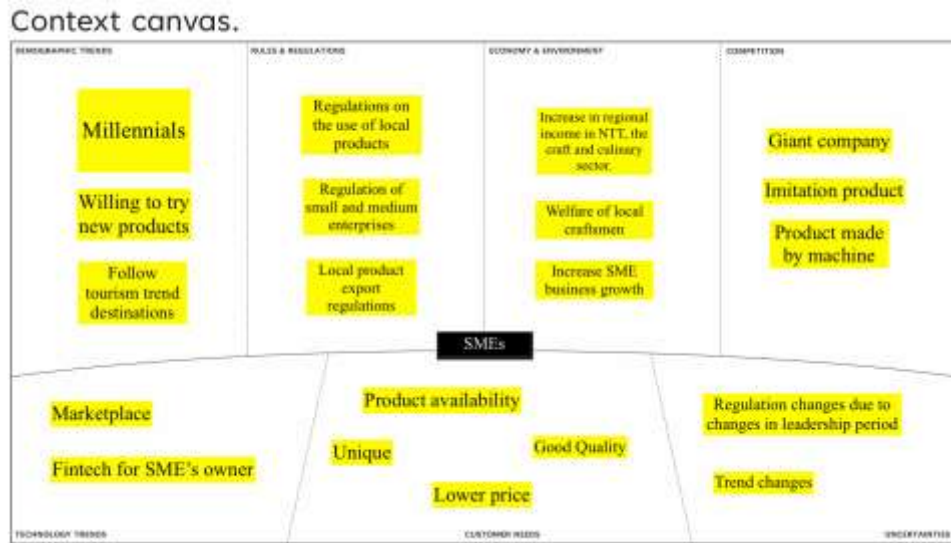 Context canvas.
DEMOGRAPHIC TRENDS
RULES & REGULATIONS
ECONOMY & ENVIRONMENT
COMPETITION
Millennials
Willing to try
new products
Follow
tourism trend
destinations
Regulations on
the use of local
products
Regulation of
small and medium
enterprises
Local product
export
regulations
Increase in regional
income in NTT, the
craft and culinary
sector.
Welfare of local
craftsmen
Increase SME
business growth
Giant company
Imitation product
Product made
by machine
SMEs
Marketplace
Fintech for SME's owner
Product availability
Unique
Good Quality
Lower price
Regulation changes due to
changes in leadership period
Trend changes
TECHNOLOGY TRENDS
CUSTOMER NEEDS
UNCERTAINTIES